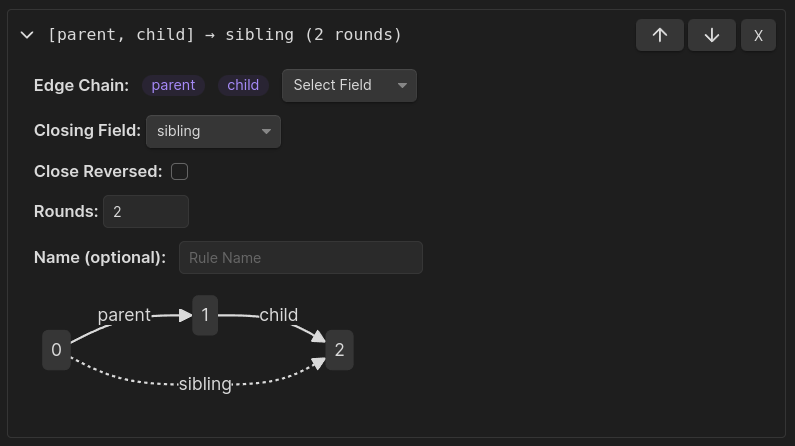 [parent, child] → sibling (2 rounds) ↑ ↓ X
Edge Chain: parent child Select Field
Closing Field: sibling
Close Reversed:
Rounds: 2
Name (optional): Rule Name
parent 1 child
0 2
sibling